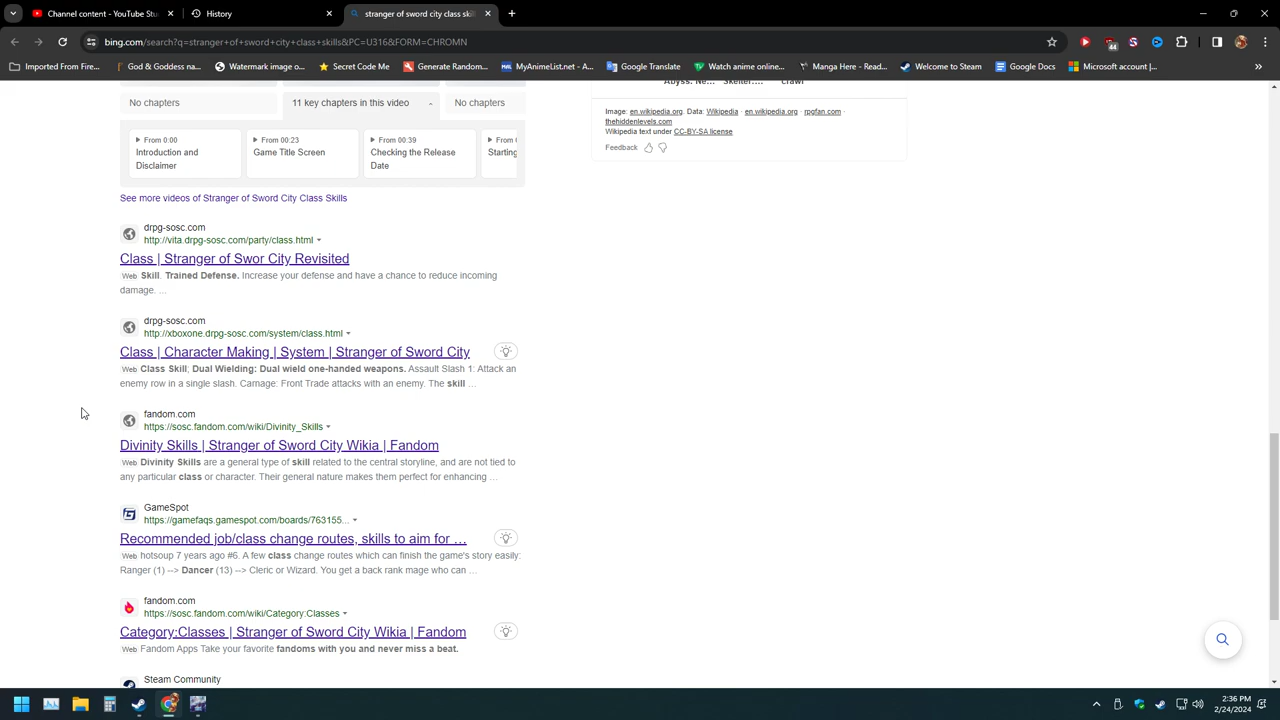 Channel content - YouTube Stu
History
stranger of sword city class skil
bing.com/search?q=stranger+of+sword+city+class+skills&PC=U316&FORM=CHROMN
44
Imported From Firef...
God & Goddess na...
Secret Code Me
Generate Random...
MyAnimeList.net - A...
Google Translate
Watch anime online...
Manga Here - Read...
Welcome to Steam
Discord
YouTube
Microsoft account |...
Abyss: Ne...
Skelter:...
Crawl
No chapters
11 key chapters in this video
No chapters
From 0:00
Introduction and
Disclaimer
From 00:23
Game Title Screen
From 00:39
Checking the Release
Date
From
Starting
Image: en.wikipedia.org. Data: Wikipedia · en.wikipedia.org · rpgfan.com ·
thehiddenlevels.com
Wikipedia text under CC-BY-SA license
Feedback
See more videos of Stranger of Sword City Class Skills
drpg-sosc.com
http://vita.drpg-sosc.com/party/class.html
Class | Stranger of Swor City Revisited
Web Skill. Trained Defense. Increase your defense and have a chance to reduce incoming
damage. ...
drpg-sosc.com
http://xboxone.drpg-sosc.com/system/class.html
Class | Character Making | System | Stranger of Sword City
Web Class Skill; Dual Wielding: Dual wield one-handed weapons. Assault Slash 1: Attack an
enemy row in a single slash. Carnage: Front Trade attacks with an enemy. The skill ...
fandom.com
https://sosc.fandom.com/wiki/Divinity_Skills
Divinity Skills | Stranger of Sword City Wikia | Fandom
Web Divinity Skills are a general type of skill related to the central storyline, and are not tied to
any particular class or character. Their general nature makes them perfect for enhancing ...
GameSpot
https://gamefaqs.gamespot.com/boards/763155...
Recommended job/class change routes, skills to aim for ...
Web hotsoup 7 years ago #6. A few class change routes which can finish the game's story easily:
Ranger (1) --> Dancer (13) --> Cleric or Wizard. You get a back rank mage who can ...
fandom.com
https://sosc.fandom.com/wiki/Category:Classes
Category:Classes | Stranger of Sword City Wikia | Fandom
Web Fandom Apps Take your favorite fandoms with you and never miss a beat.
Steam Community
2:36 PM
2/24/2024